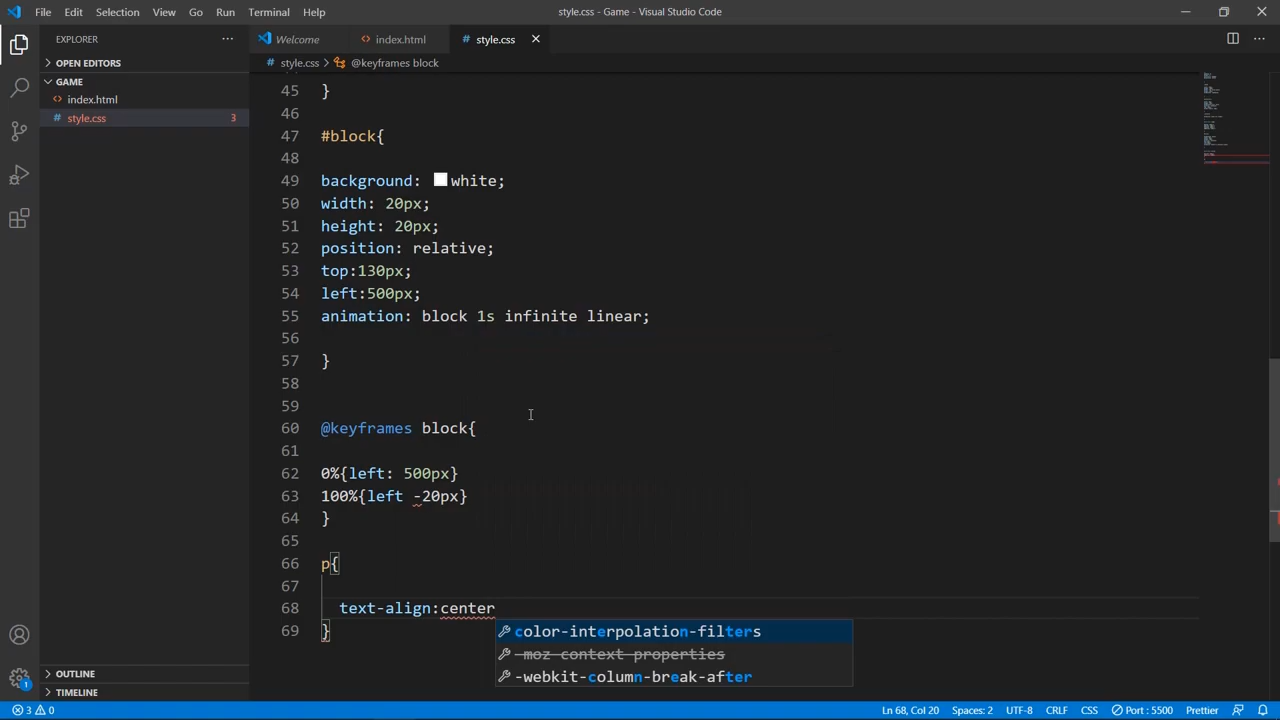 File Edit Selection View Go Run Terminal Help
style.css - Game - Visual Studio Code
EXPLORER
Welcome
index.html
style.css
OPEN EDITORS
style.css > @keyframes block
GAME
index.html
style.css 3
45 }
46
47 #block{
48
49 background: white;
50 width: 20px;
51 height: 20px;
52 position: relative;
53 top:130px;
54 left:500px;
55 animation: block 1s infinite linear;
56
57 }
58
59
60 @keyframes block{
61
62 0%{left: 500px}
63 100%{left -20px}
64 }
65
66 p{
67
68 text-align:center
69 }
color-interpolation-filters
-moz-context-properties
-webkit-column-break-after
OUTLINE
TIMELINE
1
3 0
Ln 68, Col 20 Spaces: 2 UTF-8 CRLF CSS Port : 5500 Prettier